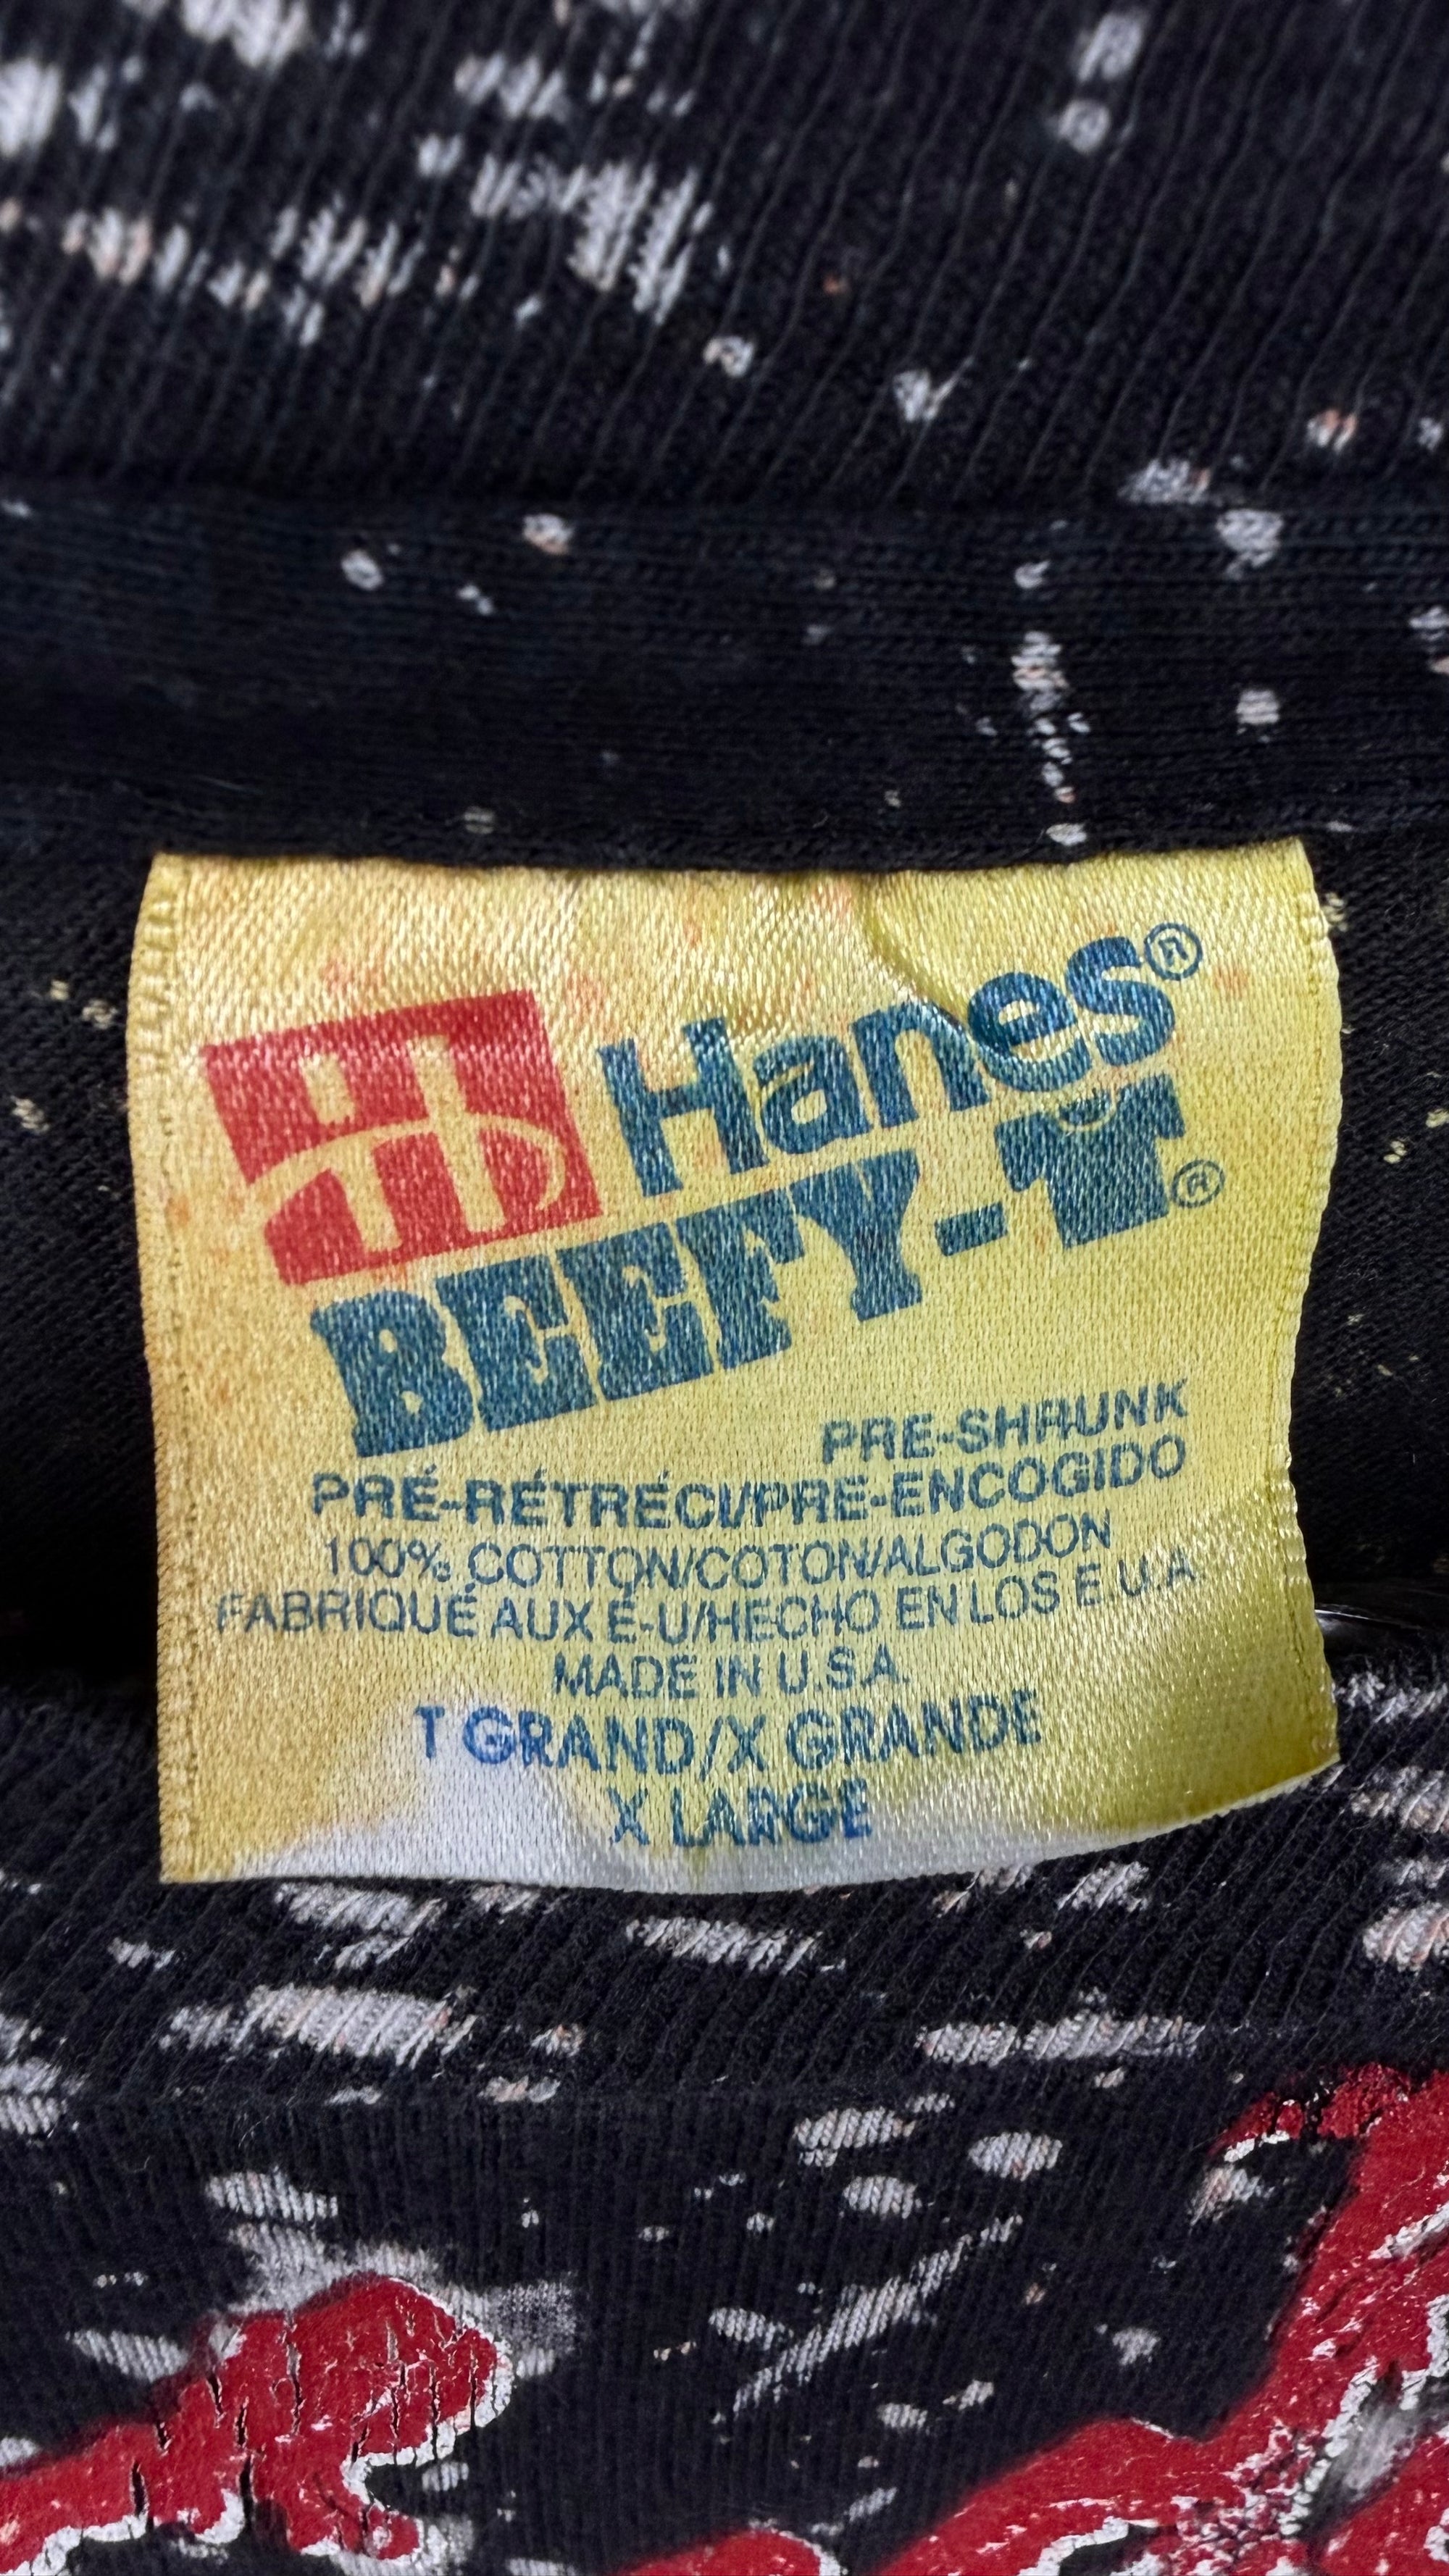 Hanes®
BEEFY-T®
PRE-SHRUNK
PRÉ-RÉTRÉCI/PRE-ENCOGIDO
100% COTTON/COTON/ALGODON
FABRIQUÉ AUX É-U/HECHO EN LOS E.U.A
MADE IN U.S.A.
T GRAND/X GRANDE
X LARGE